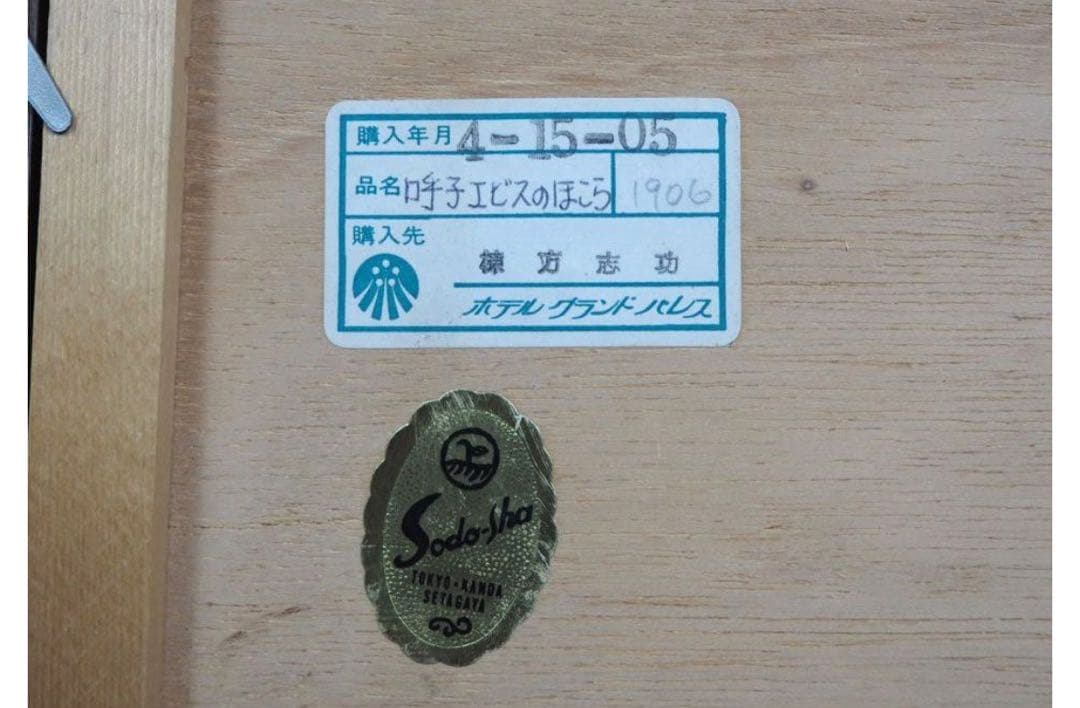 購入年月 4-15-05
品名 呼子エビスのほこら 1906
購入先
棟方志功
ホテル グランド パレス
Sodo-Sha
TOKYO・KANDA
SETAGAYA